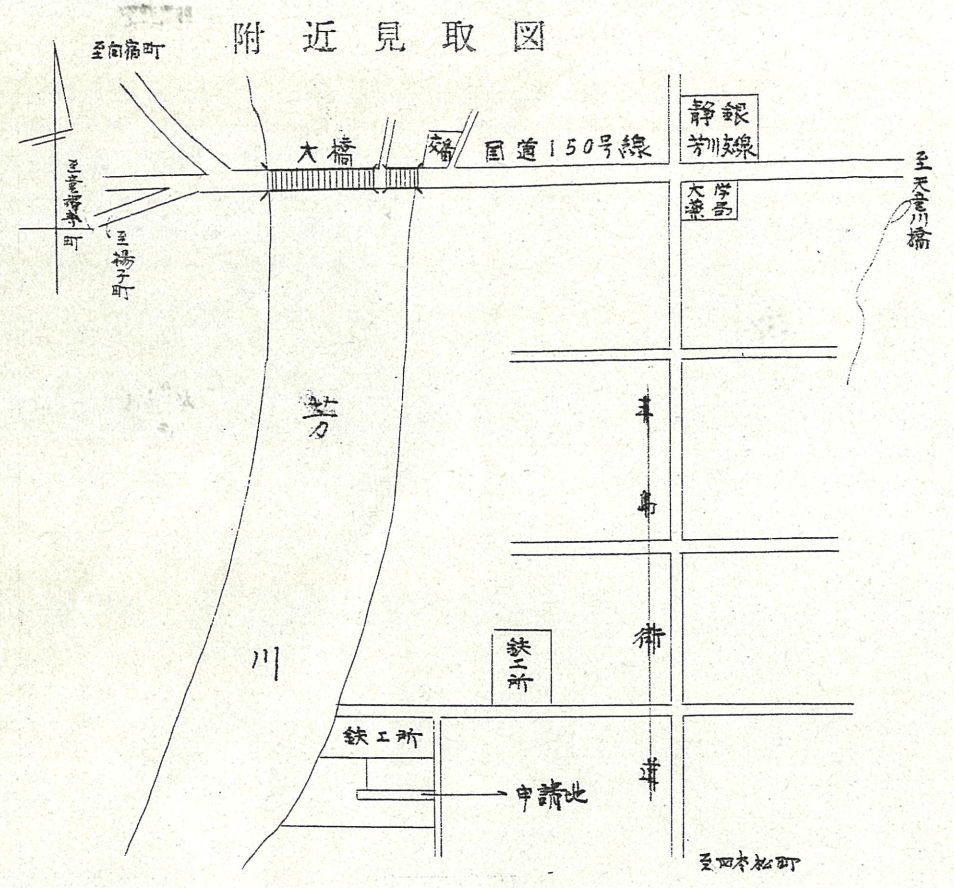 附近見取図
至向宿町
大橋
交番
国道150号線
静銀
芳川支線
至天竜川橋
至竜禅寺町
至楊子町
大学
薬局
芳
川
街
道
鉄工所
鉄工所
申請地
至四本松町